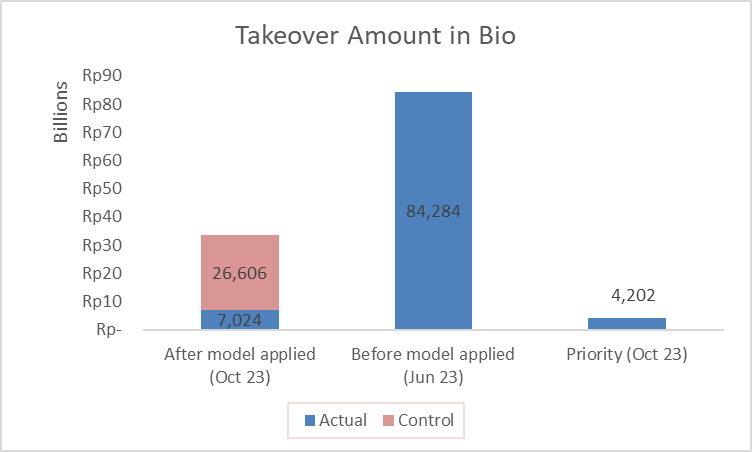 Takeover Amount in Bio
Billions
Rp90
Rp80
Rp70
Rp60
Rp50
Rp40
Rp30
Rp20
Rp10
Rp-
26,606
7,024
84,284
4,202
After model applied
(Oct 23)
Before model applied
(Jun 23)
Priority (Oct 23)
Actual
Control